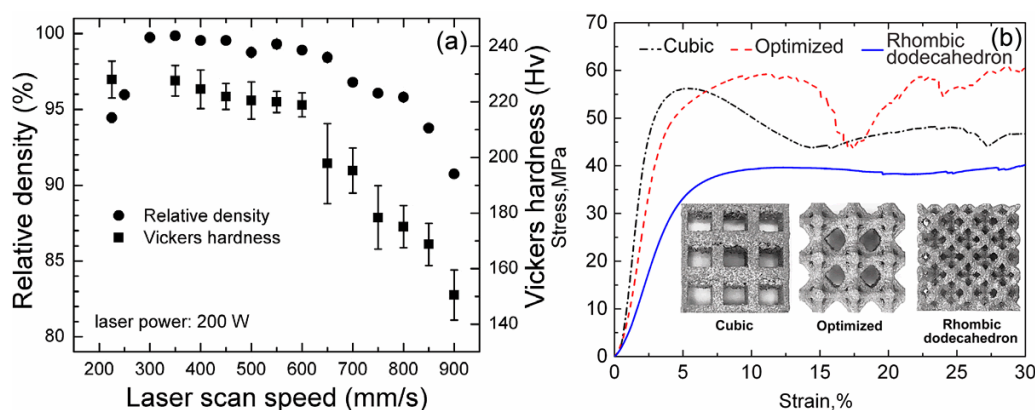 (a)
Relative density (%)
100
95
90
85
80
Relative density
Vickers hardness
laser power: 200 W
200 300 400 500 600 700 800 900
Laser scan speed (mm/s)
240
220
200
180
160
140
Vickers hardness (Hv)
(b)
Cubic
Optimized
Rhombic
dodecahedron
Stress,MPa
70
60
50
40
30
20
10
0
Cubic
Optimized
Rhombic
dodecahedron
0 5 10 15 20 25 30
Strain,%